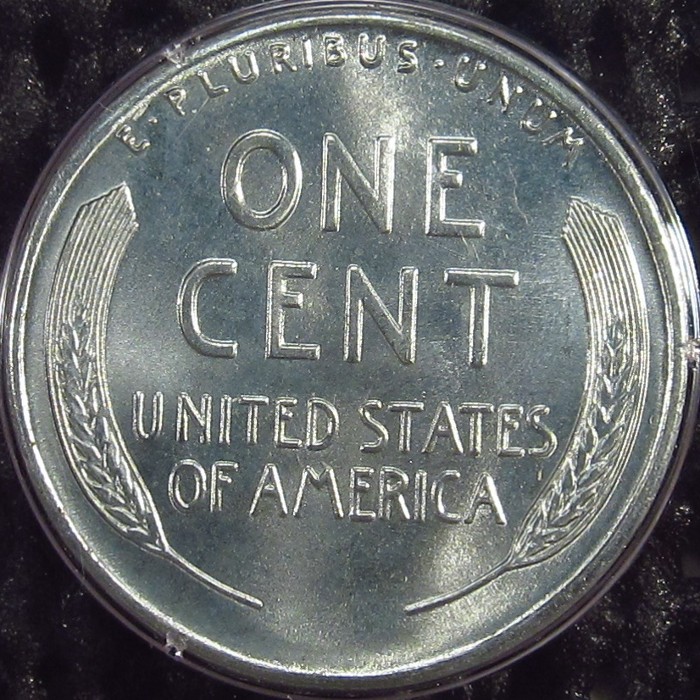 E·PLURIBUS·UNUM
ONE
CENT
UNITED STATES
OF AMERICA